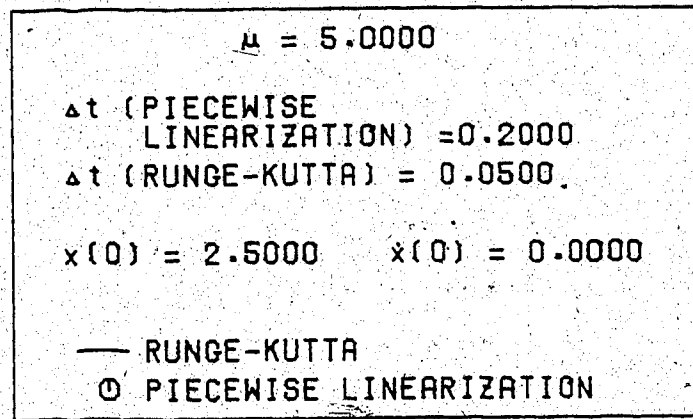 μ = 5.0000
Δt (PIECEWISE
LINEARIZATION) =0.2000
Δt (RUNGE-KUTTA) = 0.0500
x(0) = 2.5000 ẋ(0) = 0.0000
— RUNGE-KUTTA
⏼ PIECEWISE LINEARIZATION